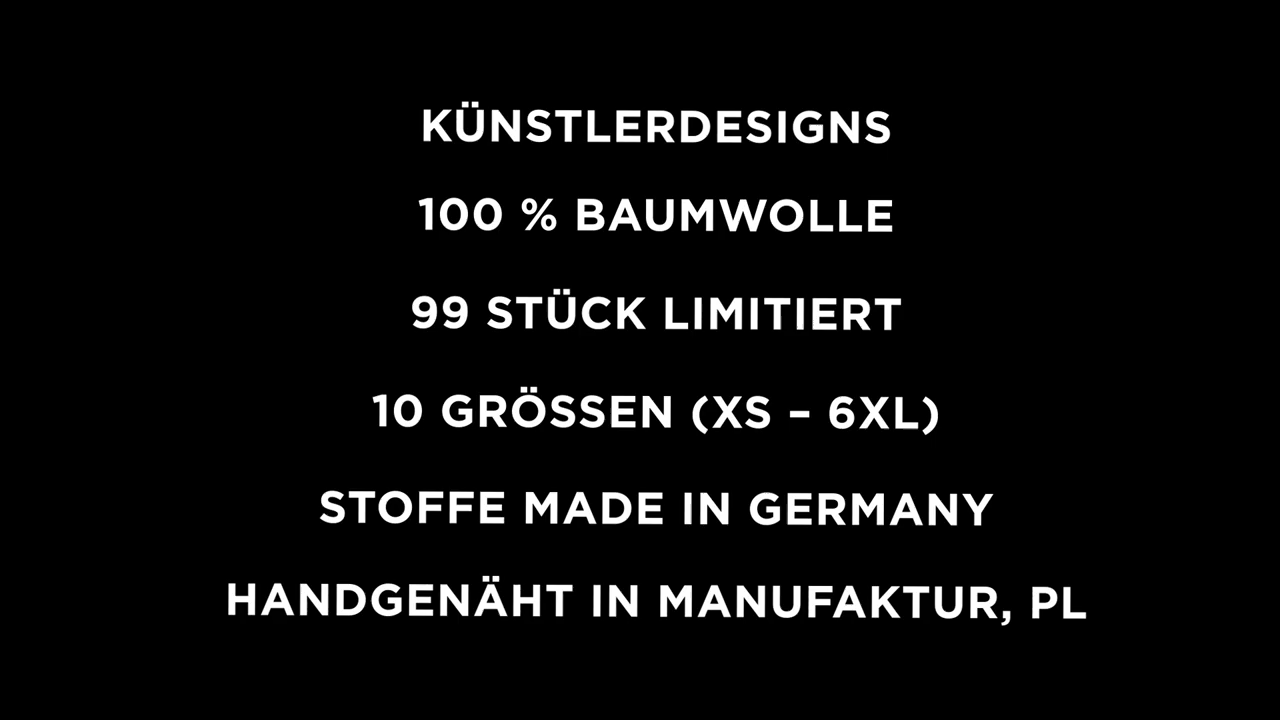 KÜNSTLERDESIGNS
100 % BAUMWOLLE
99 STÜCK LIMITIERT
10 GRÖSSEN (XS – 6XL)
STOFFE MADE IN GERMANY
HANDGENÄHT IN MANUFAKTUR, PL